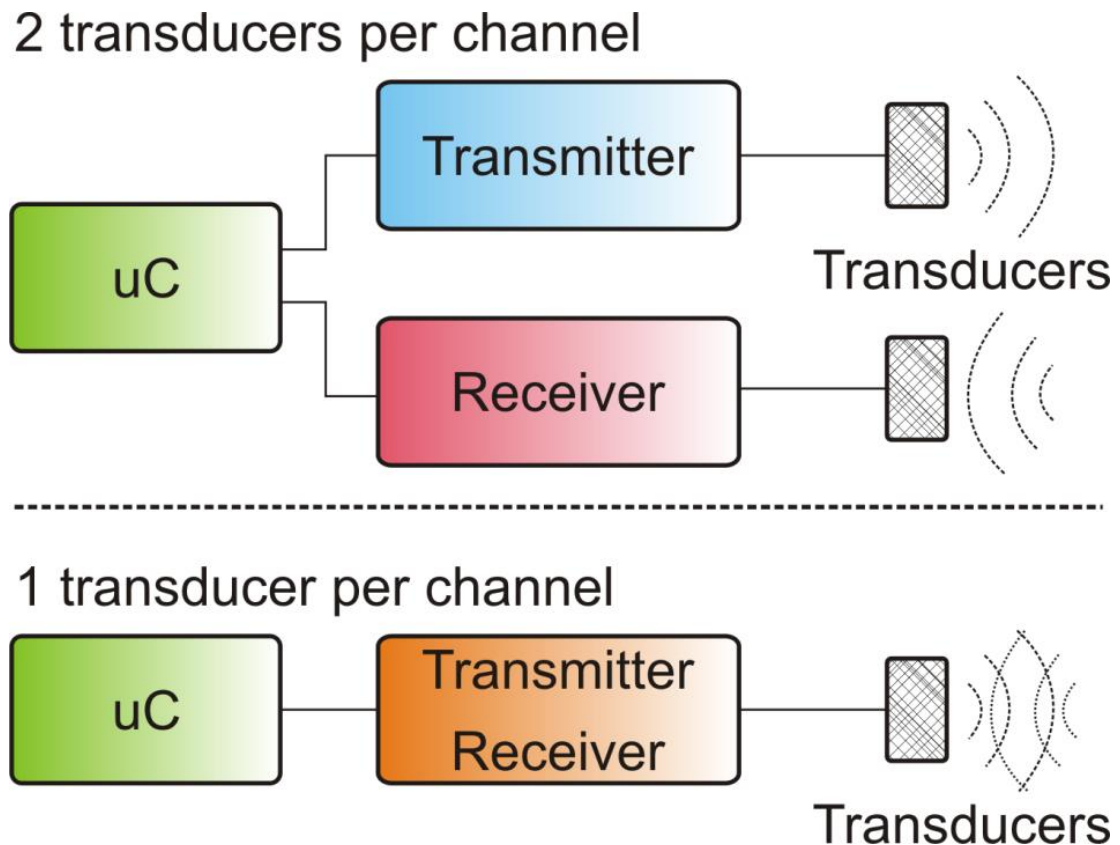 2 transducers per channel
Transmitter
uC
Transducers
Receiver
1 transducer per channel
uC
Transmitter
Receiver
Transducers